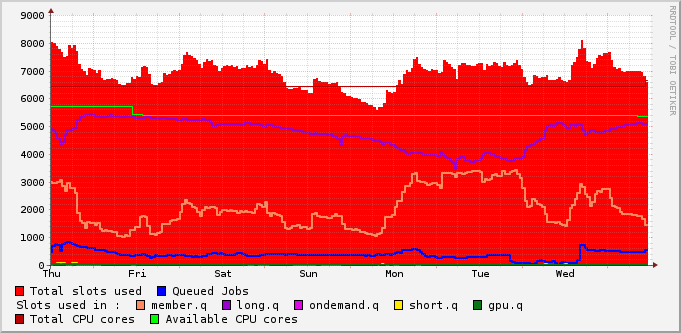 9000
8000
7000
6000
5000
4000
3000
2000
1000
0
Thu Fri Sat Sun Mon Tue Wed
RRDTOOL / TOBI OETIKER
Total slots used Queued Jobs
Slots used in : member.q long.q ondemand.q short.q gpu.q
Total CPU cores Available CPU cores